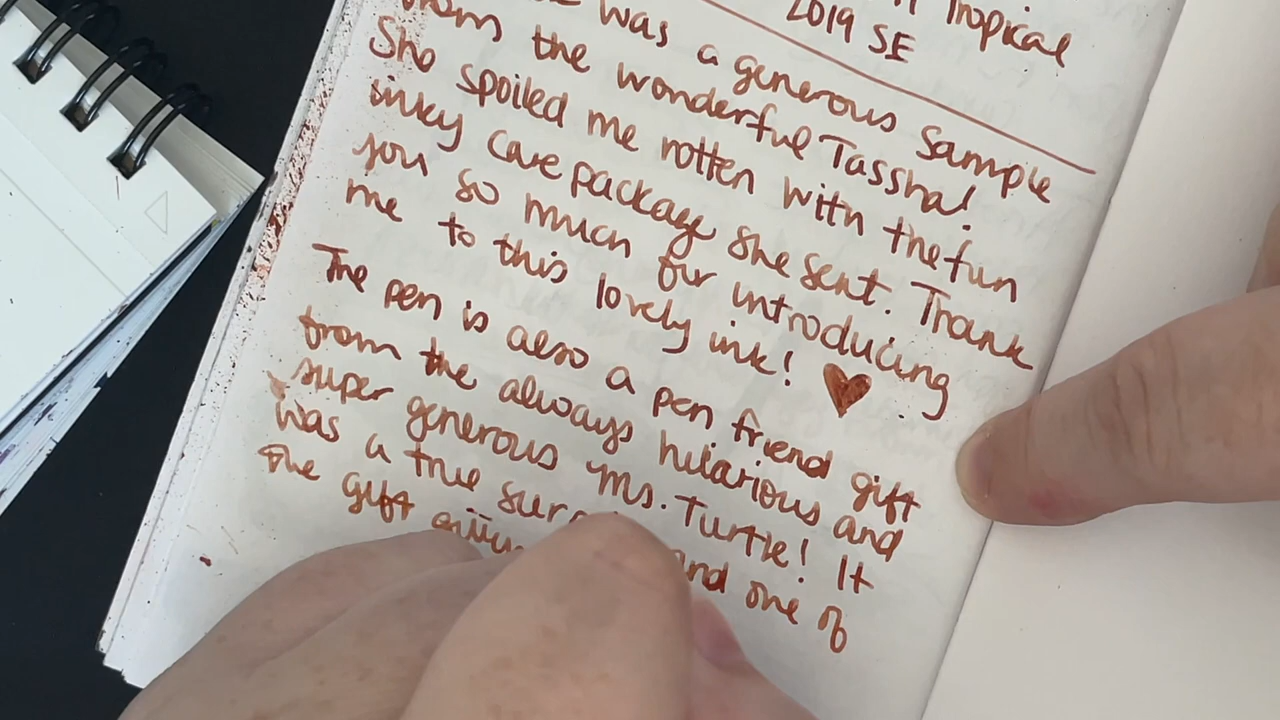 Tropical
2019 SE
was a generous sample
from the wonderful Tassha!
She spoiled me rotten with the fun
inky care package she sent. Thank
you so much for introducing
me to this lovely ink! ♥
The pen is also a pen friend gift
from the always hilarious and
super generous Ms. Turtle! It
was a true
The gift and one of